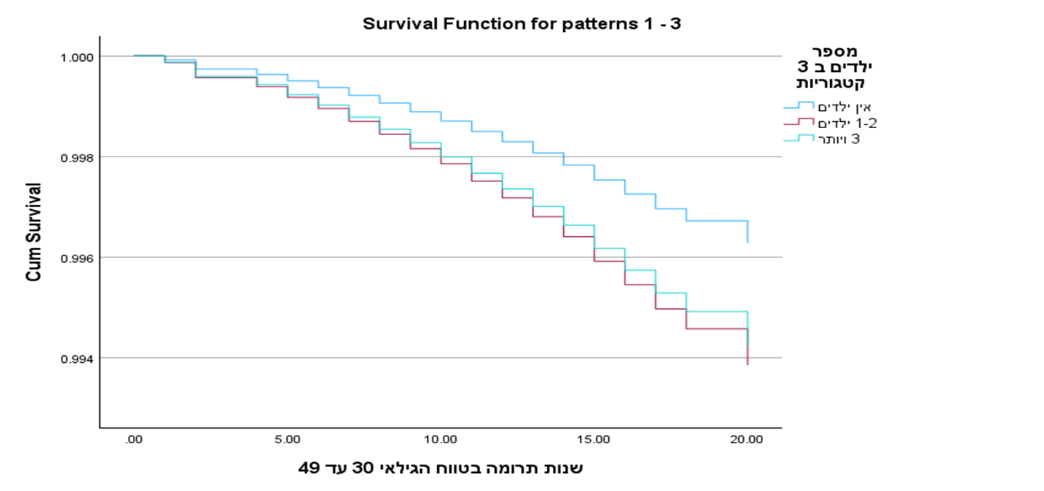 Survival Function for patterns 1 - 3
מספר
ילדים ב 3
קטגוריות
אין ילדים
1-2 ילדים
3 ויותר
Cum Survival
1.000
0.998
0.996
0.994
.00 5.00 10.00 15.00 20.00
שנות תרומה בטווח הגילאי 30 עד 49